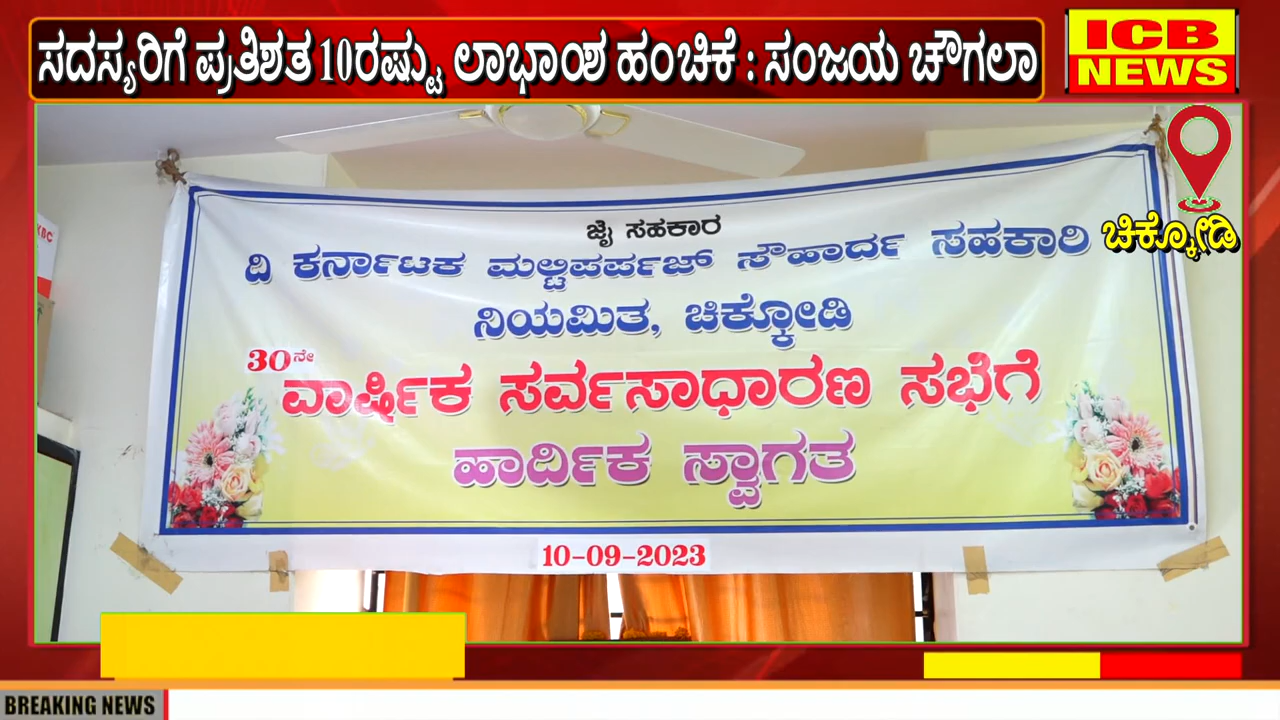 ಸದಸ್ಯರಿಗೆ ಪ್ರತಿಶತ 10ರಷ್ಟು ಲಾಭಾಂಶ ಹಂಚಿಕೆ : ಸಂಜಯ ಚೌಗಲಾ
ICB
NEWS
ಚಿಕ್ಕೋಡಿ
ಜೈ ಸಹಕಾರ
ದಿ ಕರ್ನಾಟಕ ಮಲ್ಟಿಪರ್ಪಜ್ ಸೌಹಾರ್ದ ಸಹಕಾರಿ
ನಿಯಮಿತ, ಚಿಕ್ಕೋಡಿ
30ನೇ
ವಾರ್ಷಿಕ ಸರ್ವಸಾಧಾರಣ ಸಭೆಗೆ
ಹಾರ್ದಿಕ ಸ್ವಾಗತ
10-09-2023
BREAKING NEWS